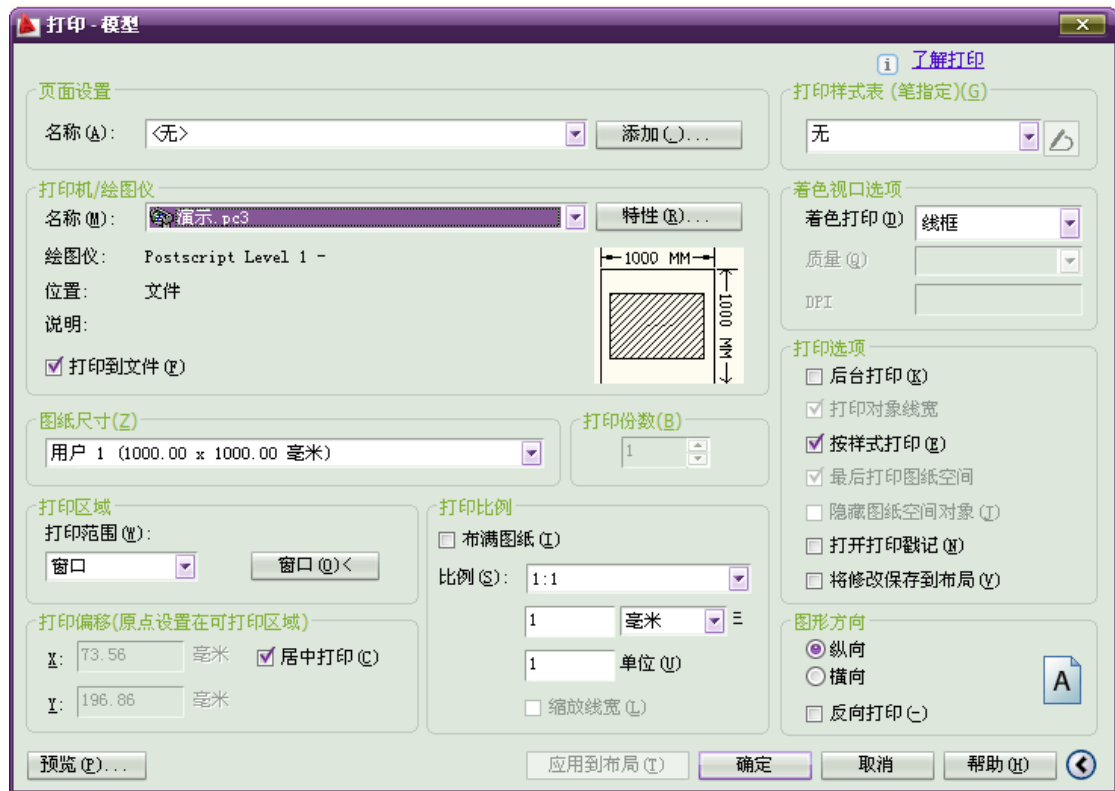 打印 - 模型
了解打印
页面设置
名称(A):
<无>
添加(_)...
打印样式表 (笔指定)(G)
无
打印机/绘图仪
名称(M):
演示.pc3
特性(R)...
绘图仪:
Postscript Level 1 -
位置:
文件
说明:
打印到文件(F)
1000 MM
1000 MM
着色视口选项
着色打印(D)
线框
质量(Q)
DPI
图纸尺寸(Z)
用户 1 (1000.00 x 1000.00 毫米)
打印份数(B)
1
打印选项
后台打印(K)
打印对象线宽
按样式打印(E)
最后打印图纸空间
隐藏图纸空间对象(J)
打开打印戳记(N)
将修改保存到布局(V)
打印区域
打印范围(W):
窗口
窗口(O)<
打印比例
布满图纸(I)
比例(S):
1:1
1
毫米
1
单位(U)
缩放线宽(L)
打印偏移(原点设置在可打印区域)
X:
73.56
毫米
居中打印(C)
Y:
196.86
毫米
图形方向
纵向
横向
反向打印(-)
A
预览(P)...
应用到布局(T)
确定
取消
帮助(H)